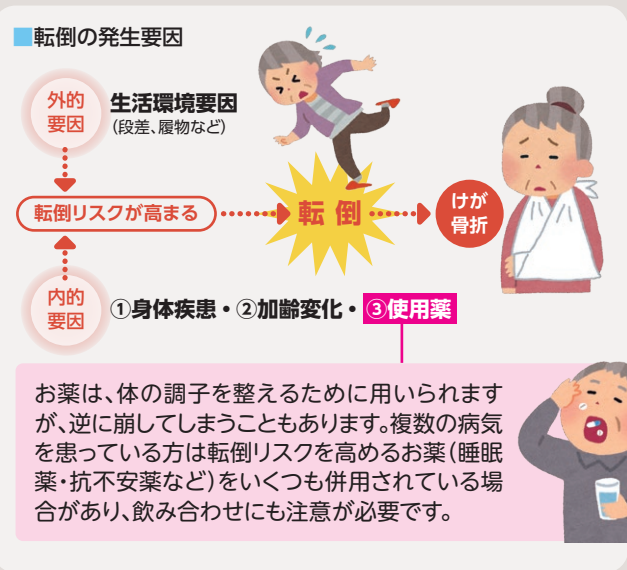 ■転倒の発生要因
外的
要因
生活環境要因
(段差、履物など)
転倒リスクが高まる
転倒
けが
骨折
内的
要因
①身体疾患・②加齢変化・③使用薬
お薬は、体の調子を整えるために用いられます
が、逆に崩してしまうこともあります。複数の病気
を患っている方は転倒リスクを高めるお薬(睡眠
薬・抗不安薬など)をいくつも併用されている場
合があり、飲み合わせにも注意が必要です。